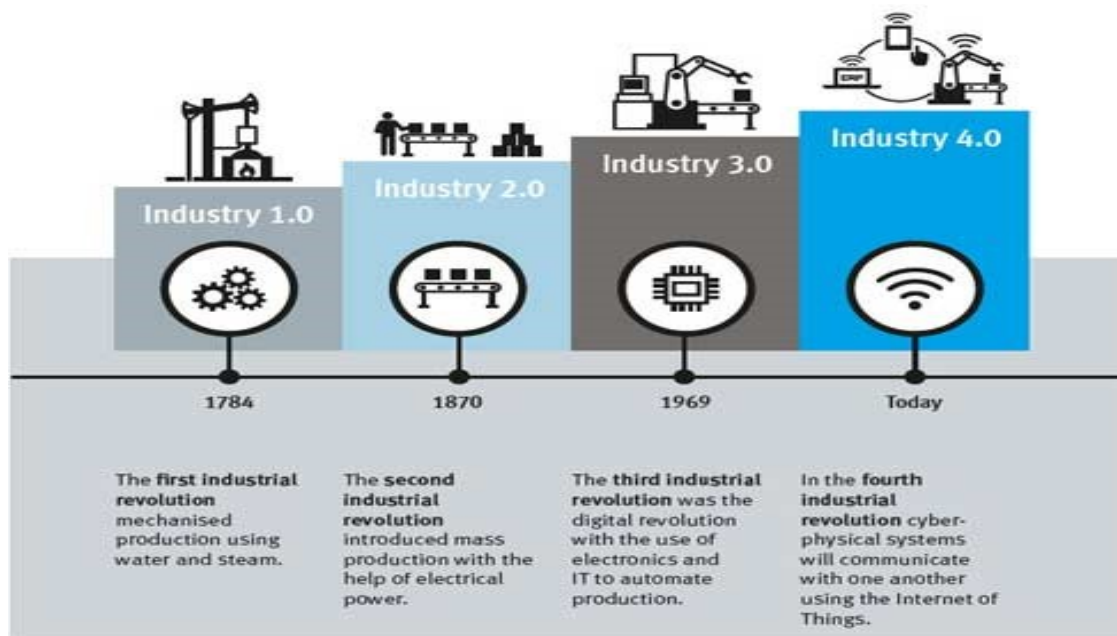 Industry 1.0
Industry 2.0
Industry 3.0
Industry 4.0
1784
1870
1969
Today
The first industrial
revolution
mechanised
production using
water and steam.
The second
industrial
revolution
introduced mass
production with the
help of electrical
power.
The third industrial
revolution was the
digital revolution
with the use of
electronics and
IT to automate
production.
In the fourth
industrial
revolution cyber-
physical systems
will communicate
with one another
using the Internet of
Things.